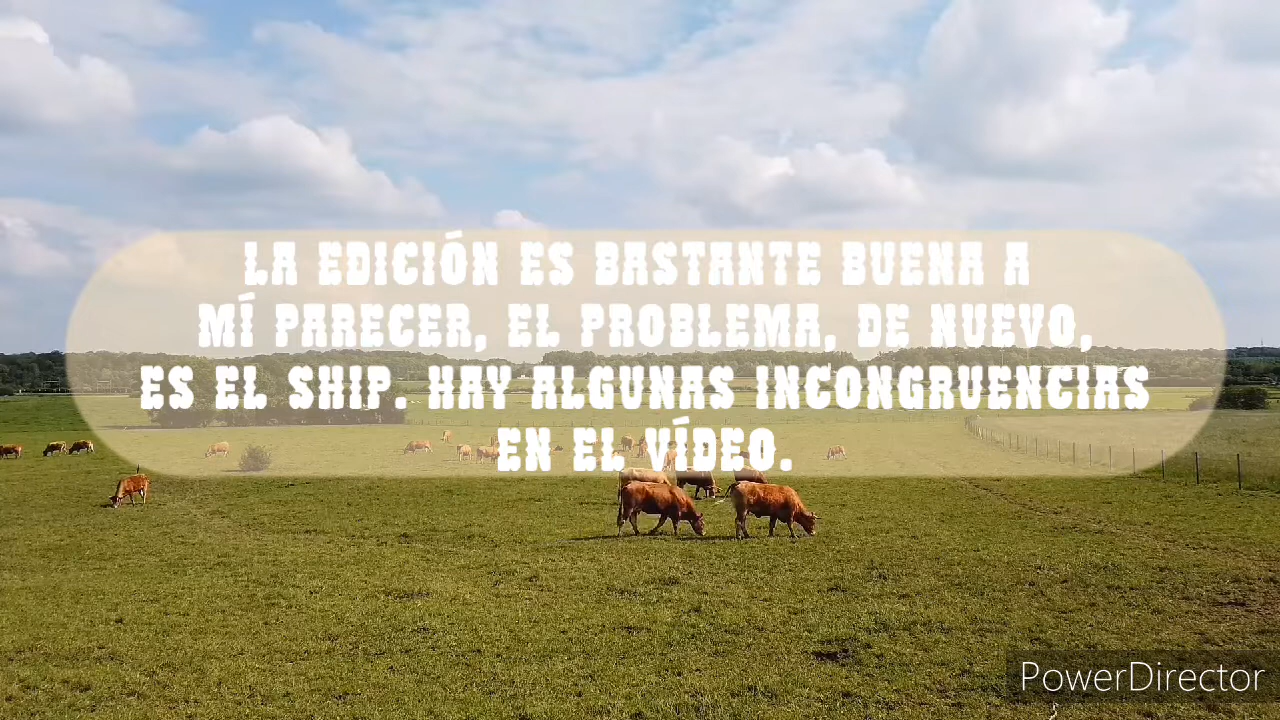 LA EDICIÓN ES BASTANTE BUENA A
MÍ PARECER, EL PROBLEMA, DE NUEVO,
ES EL SHIP. HAY ALGUNAS INCONGRUENCIAS
EN EL VÍDEO.
PowerDirector